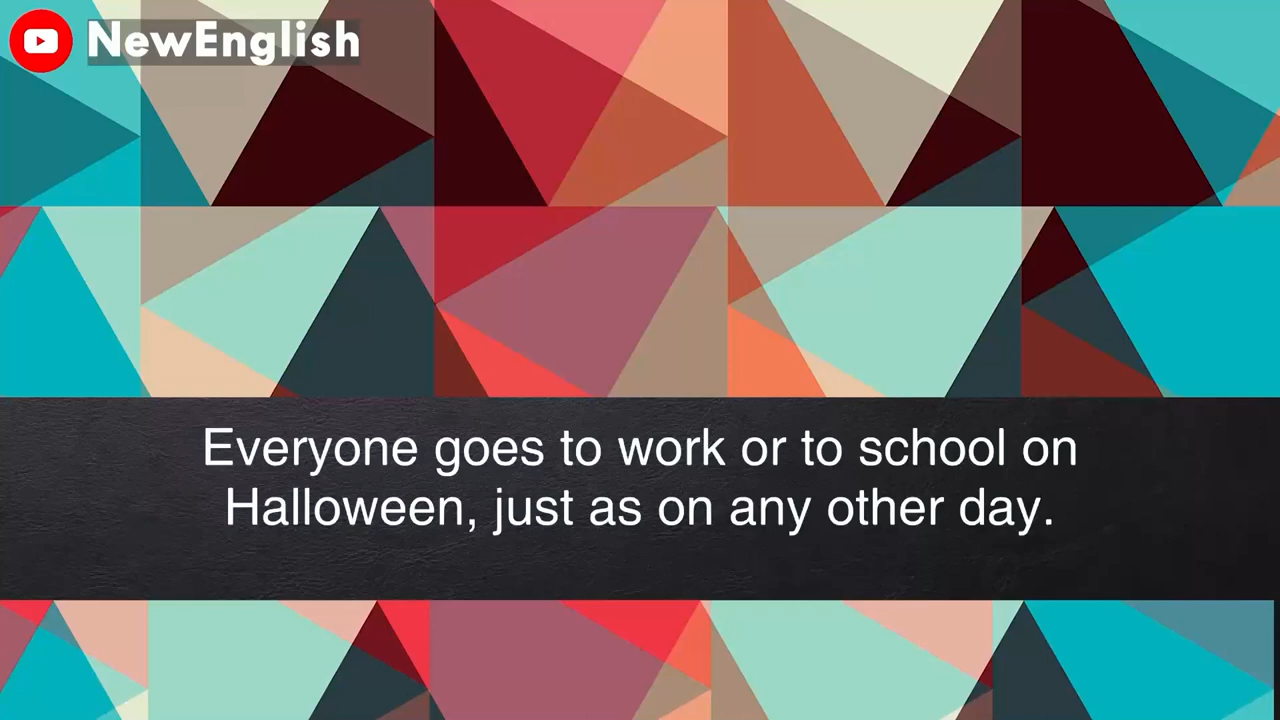 NewEnglish
Everyone goes to work or to school on
Halloween, just as on any other day.